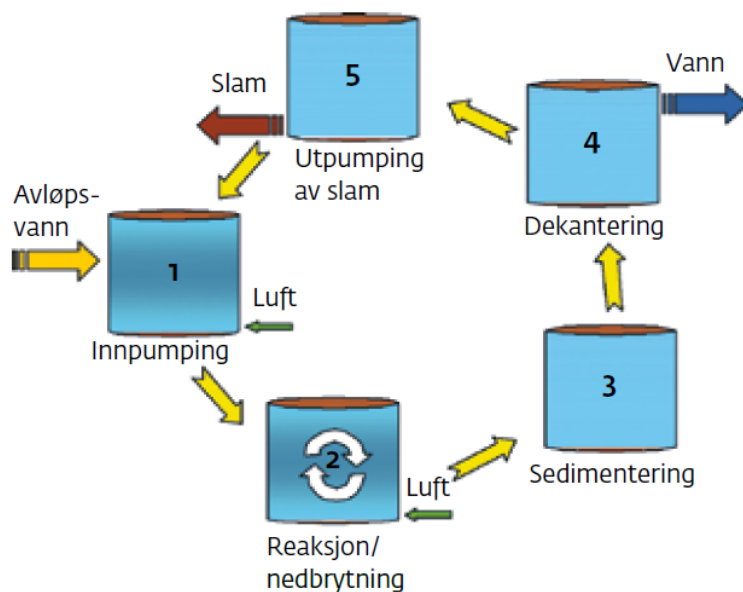 Slam
5
Utpumping
av slam
Vann
4
Dekantering
Avløps-
vann
1
Luft
Innpumping
2
Luft
Reaksjon/
nedbrytning
3
Sedimentering